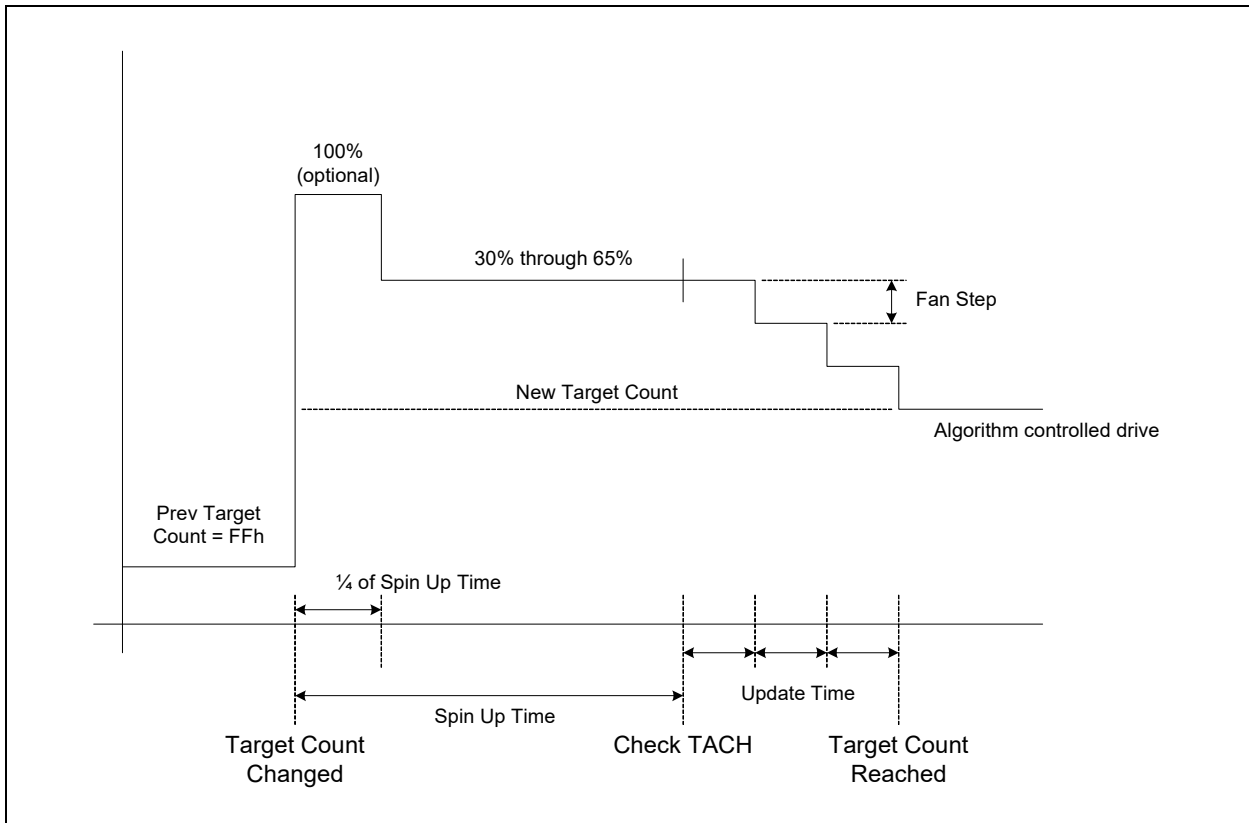 100%
(optional)
30% through 65%
Fan Step
New Target Count
Algorithm controlled drive
Prev Target
Count = FFh
¼ of Spin Up Time
Update Time
Spin Up Time
Target Count
Changed
Check TACH
Target Count
Reached